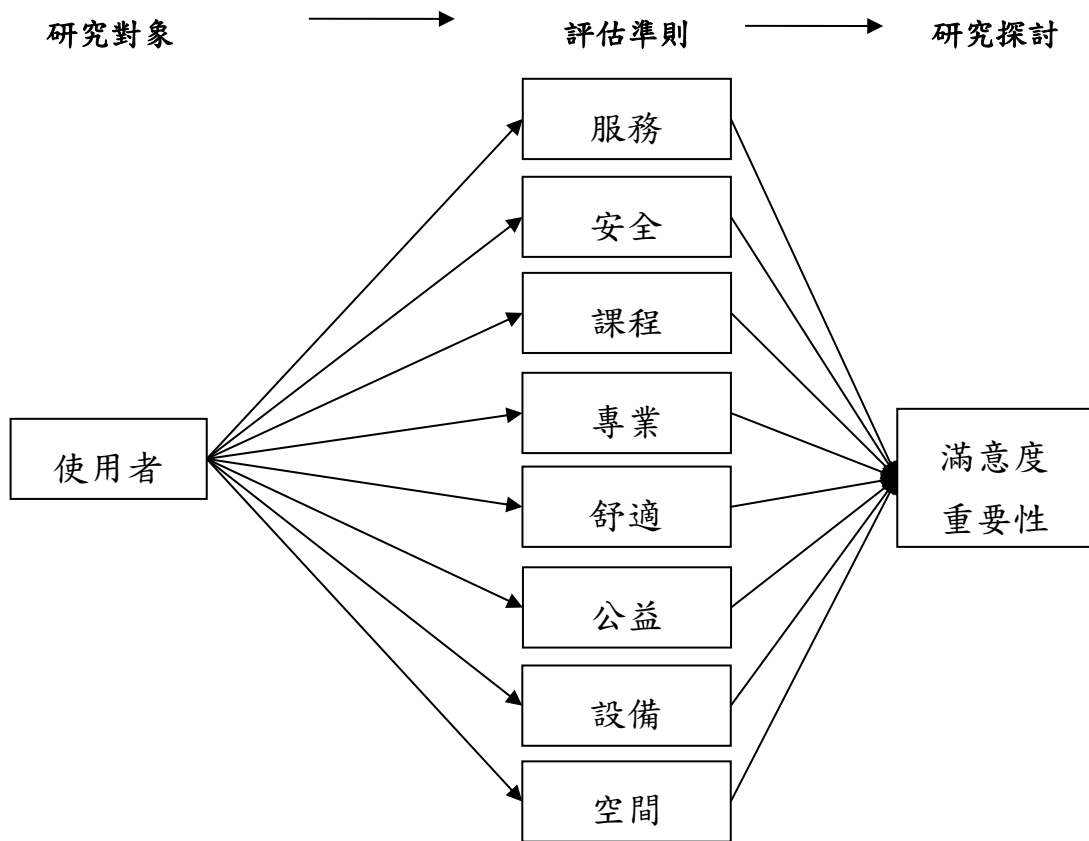 研究對象
評估準則
研究探討
服務
安全
課程
專業
使用者
舒適
滿意度
重要性
公益
設備
空間